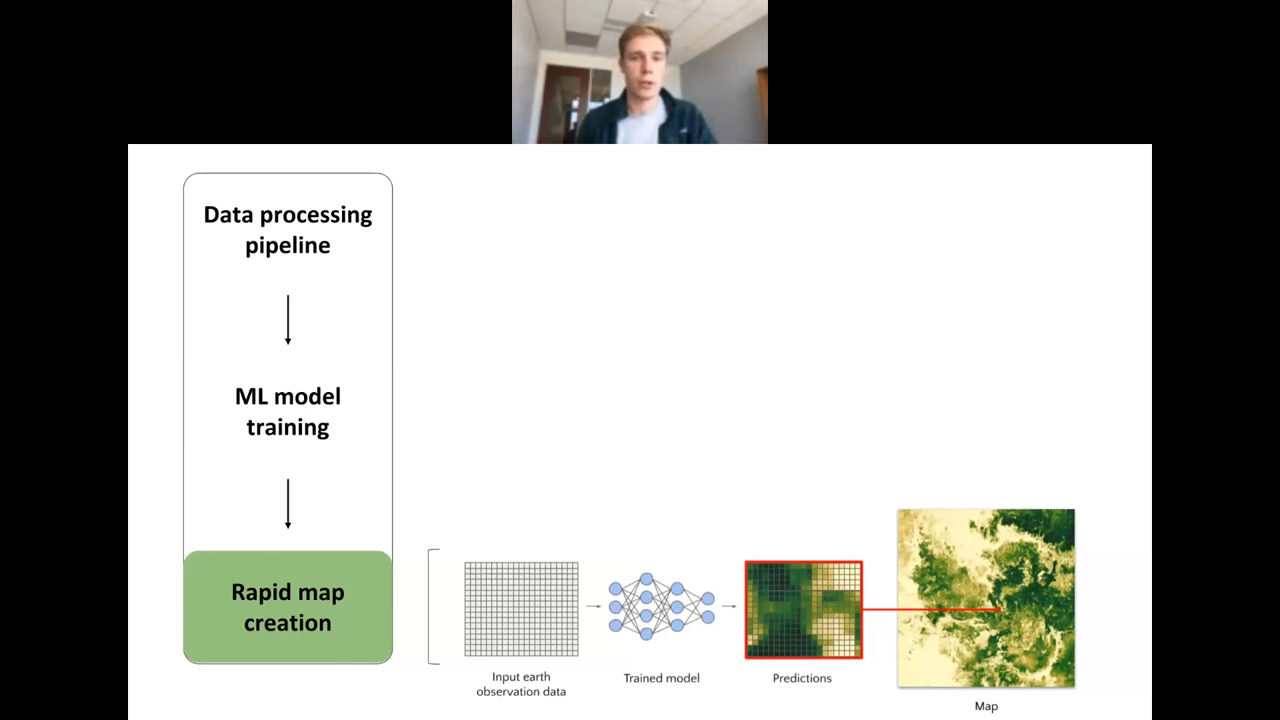 Data processing
pipeline
ML model
training
Rapid map
creation
Input earth
observation data
Trained model
Predictions
Map